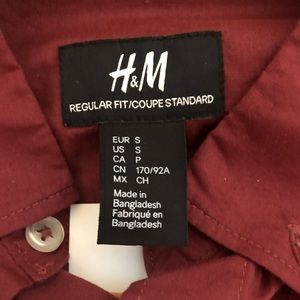 H&M
REGULAR FIT/COUPE STANDARD
EUR S
US S
CA P
CN 170/92A
MX CH
Made in
Bangladesh
Fabriqué en
Bangladesh